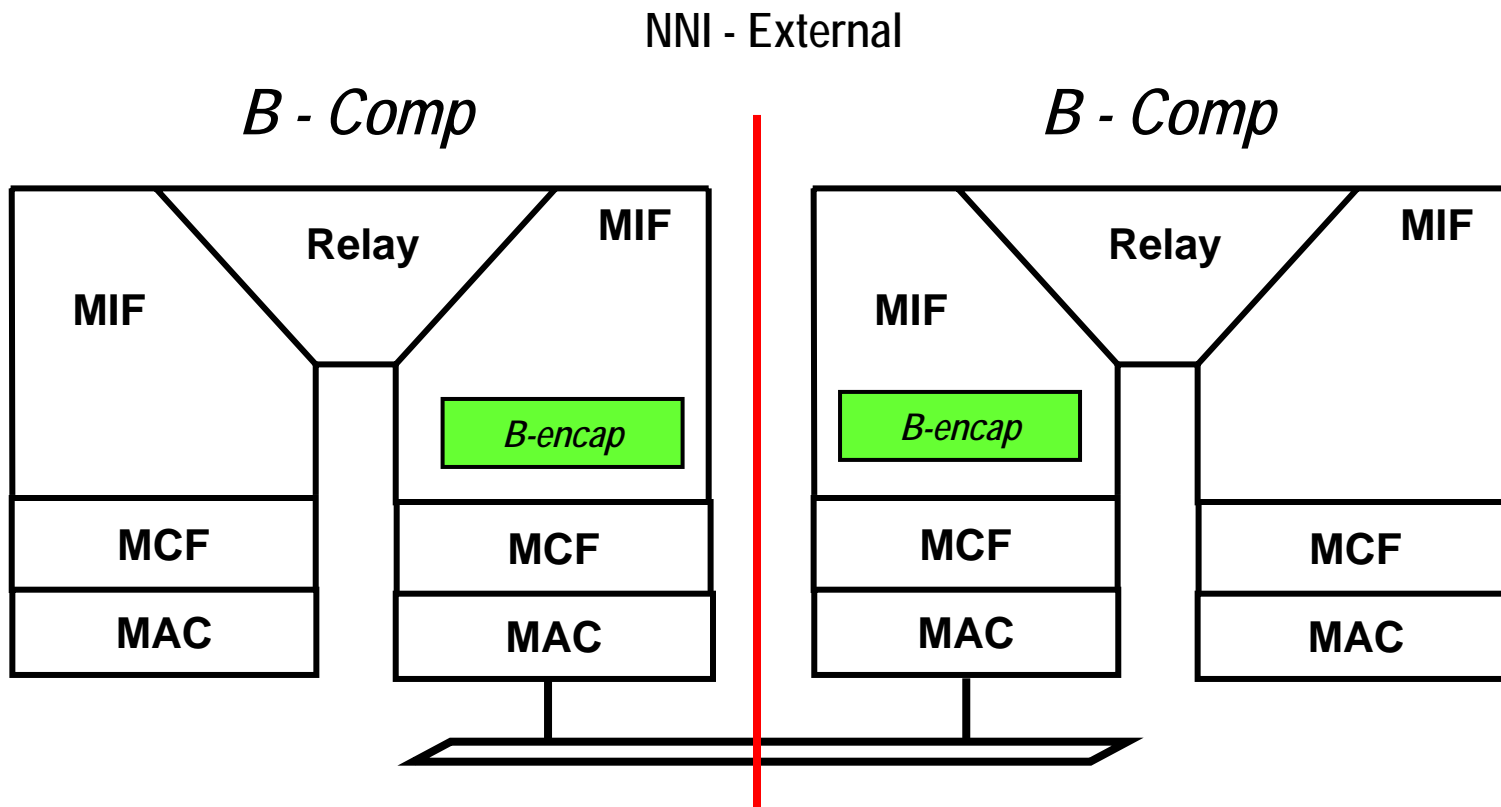 NNI - External
B - Comp
B - Comp
Relay
MIF
MIF
B-encap
MCF
MCF
MAC
MAC
Relay
MIF
MIF
B-encap
MCF
MCF
MAC
MAC